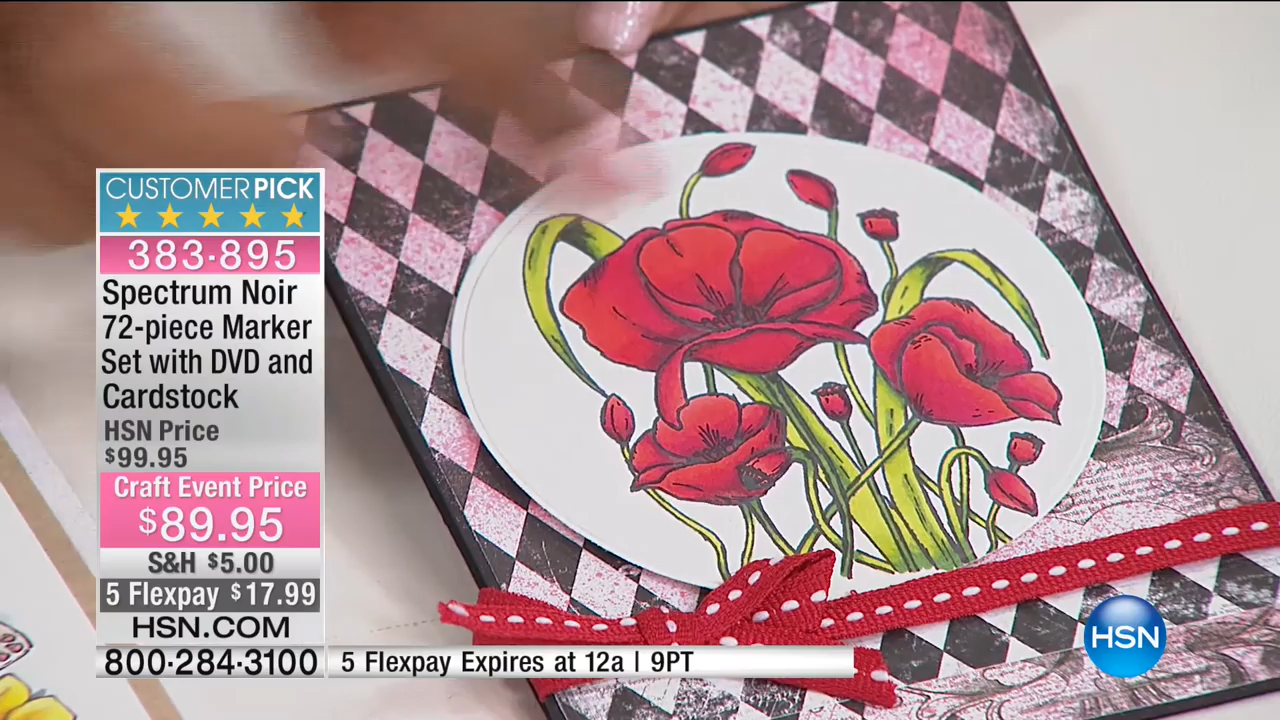 CUSTOMER PICK
383·895
Spectrum Noir
72-piece Marker
Set with DVD and
Cardstock
HSN Price
$99.95
Craft Event Price
$89.95
S&H $5.00
5 Flexpay $17.99
HSN.COM
800·284·3100
5 Flexpay Expires at 12a | 9PT
HSN